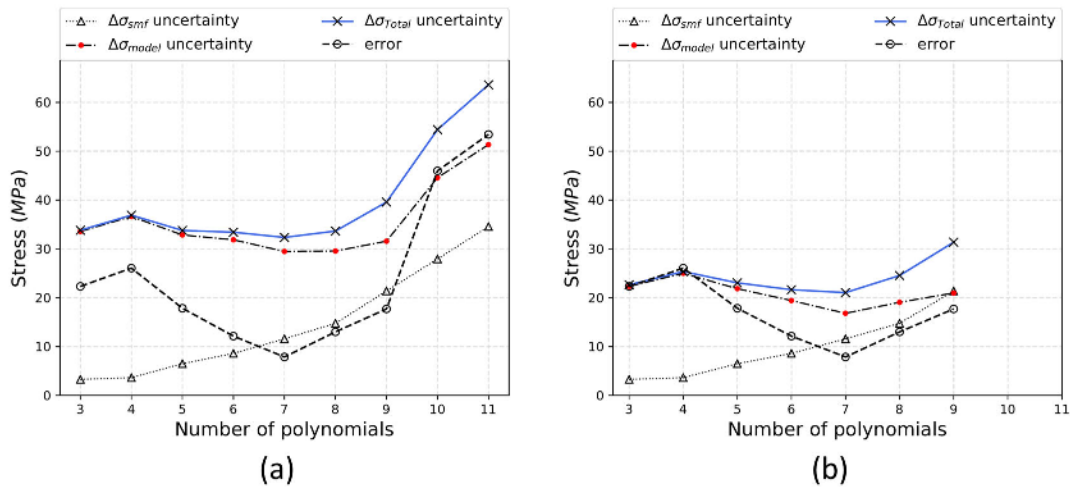 Δσsmf uncertainty ΔσTotal uncertainty
Δσmodel uncertainty error
Stress (MPa)
60
50
40
30
20
10
0
3 4 5 6 7 8 9 10 11
Number of polynomials
(a)
Δσsmf uncertainty ΔσTotal uncertainty
Δσmodel uncertainty error
Stress (MPa)
60
50
40
30
20
10
0
3 4 5 6 7 8 9 10 11
Number of polynomials
(b)